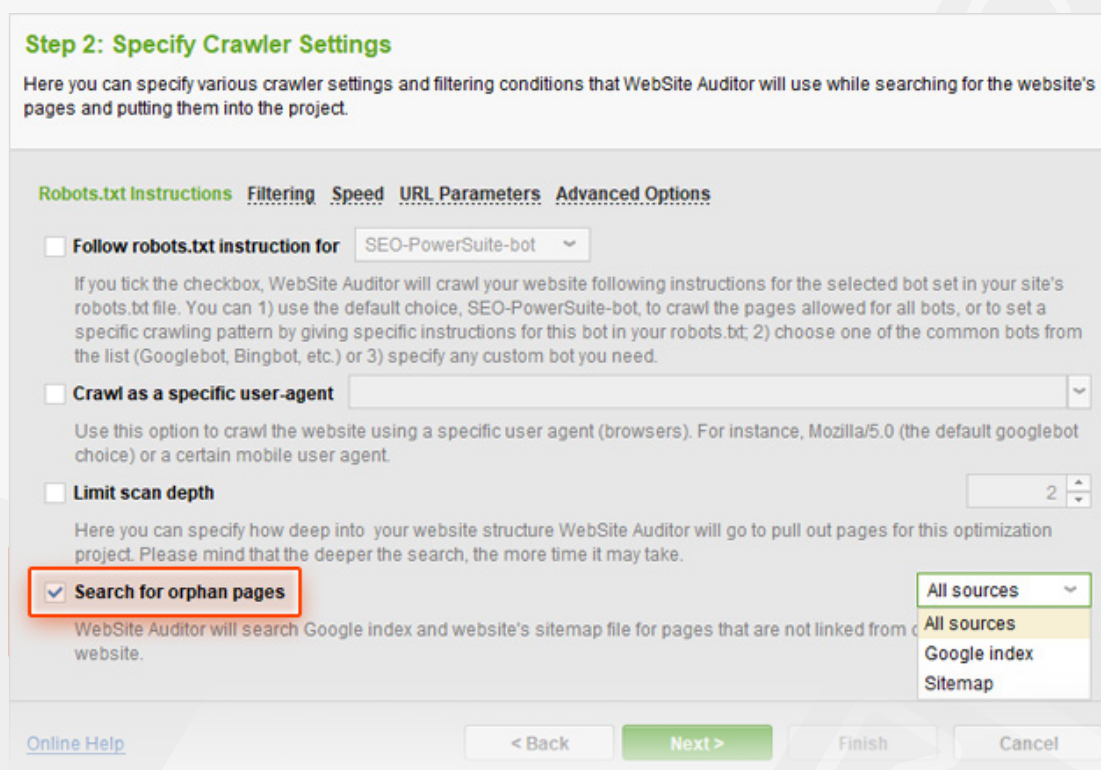 Step 2: Specify Crawler Settings
Here you can specify various crawler settings and filtering conditions that WebSite Auditor will use while searching for the website's
pages and putting them into the project.
Robots.txt Instructions Filtering Speed URL Parameters Advanced Options
Follow robots.txt instruction for SEO-PowerSuite-bot
If you tick the checkbox, WebSite Auditor will crawl your website following instructions for the selected bot set in your site's
robots.txt file. You can 1) use the default choice, SEO-PowerSuite-bot, to crawl the pages allowed for all bots, or to set a
specific crawling pattern by giving specific instructions for this bot in your robots.txt; 2) choose one of the common bots from
the list (Googlebot, Bingbot, etc.) or 3) specify any custom bot you need.
Crawl as a specific user-agent
Use this option to crawl the website using a specific user agent (browsers). For instance, Mozilla/5.0 (the default googlebot
choice) or a certain mobile user agent.
Limit scan depth 2
Here you can specify how deep into your website structure WebSite Auditor will go to pull out pages for this optimization
project. Please mind that the deeper the search, the more time it may take.
Search for orphan pages All sources
WebSite Auditor will search Google index and website's sitemap file for pages that are not linked from
website.
All sources
Google index
Sitemap
Online Help < Back Next > Finish Cancel